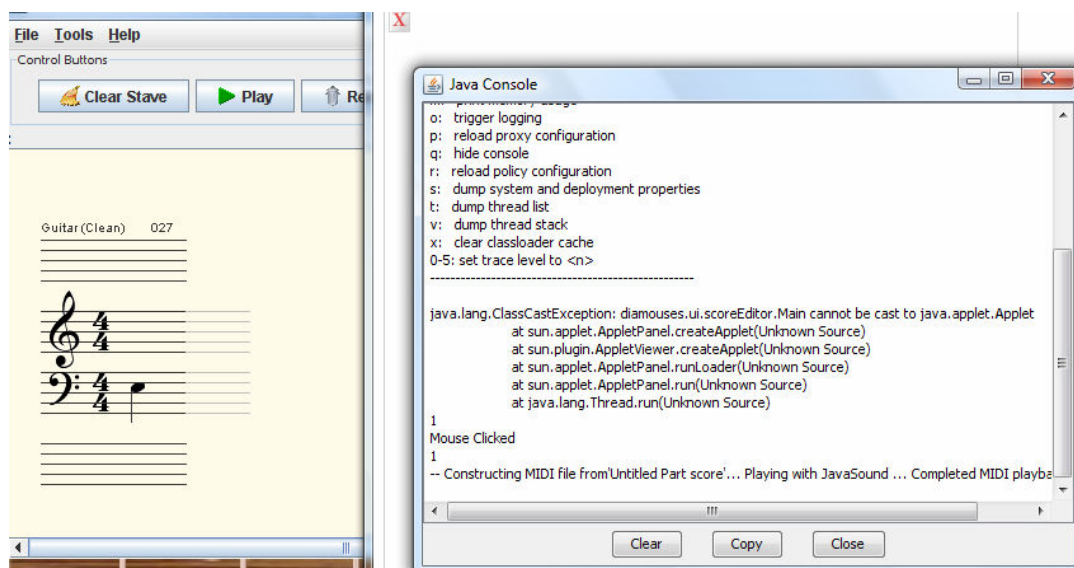 File Tools Help
Control Buttons
Clear Stave Play Re
:
Guitar (Clean) 027
4
4
4
4
X
Java Console
o: trigger logging
p: reload proxy configuration
q: hide console
r: reload policy configuration
s: dump system and deployment properties
t: dump thread list
v: dump thread stack
x: clear classloader cache
0-5: set trace level to <n>
----------------------------------------------------
java.lang.ClassCastException: diamouses.ui.scoreEditor.Main cannot be cast to java.applet.Applet
at sun.applet.AppletPanel.createApplet(Unknown Source)
at sun.plugin.AppletViewer.createApplet(Unknown Source)
at sun.applet.AppletPanel.runLoader(Unknown Source)
at sun.applet.AppletPanel.run(Unknown Source)
at java.lang.Thread.run(Unknown Source)
1
Mouse Clicked
1
-- Constructing MIDI file from'Untitled Part score'... Playing with JavaSound ... Completed MIDI playba
Clear Copy Close